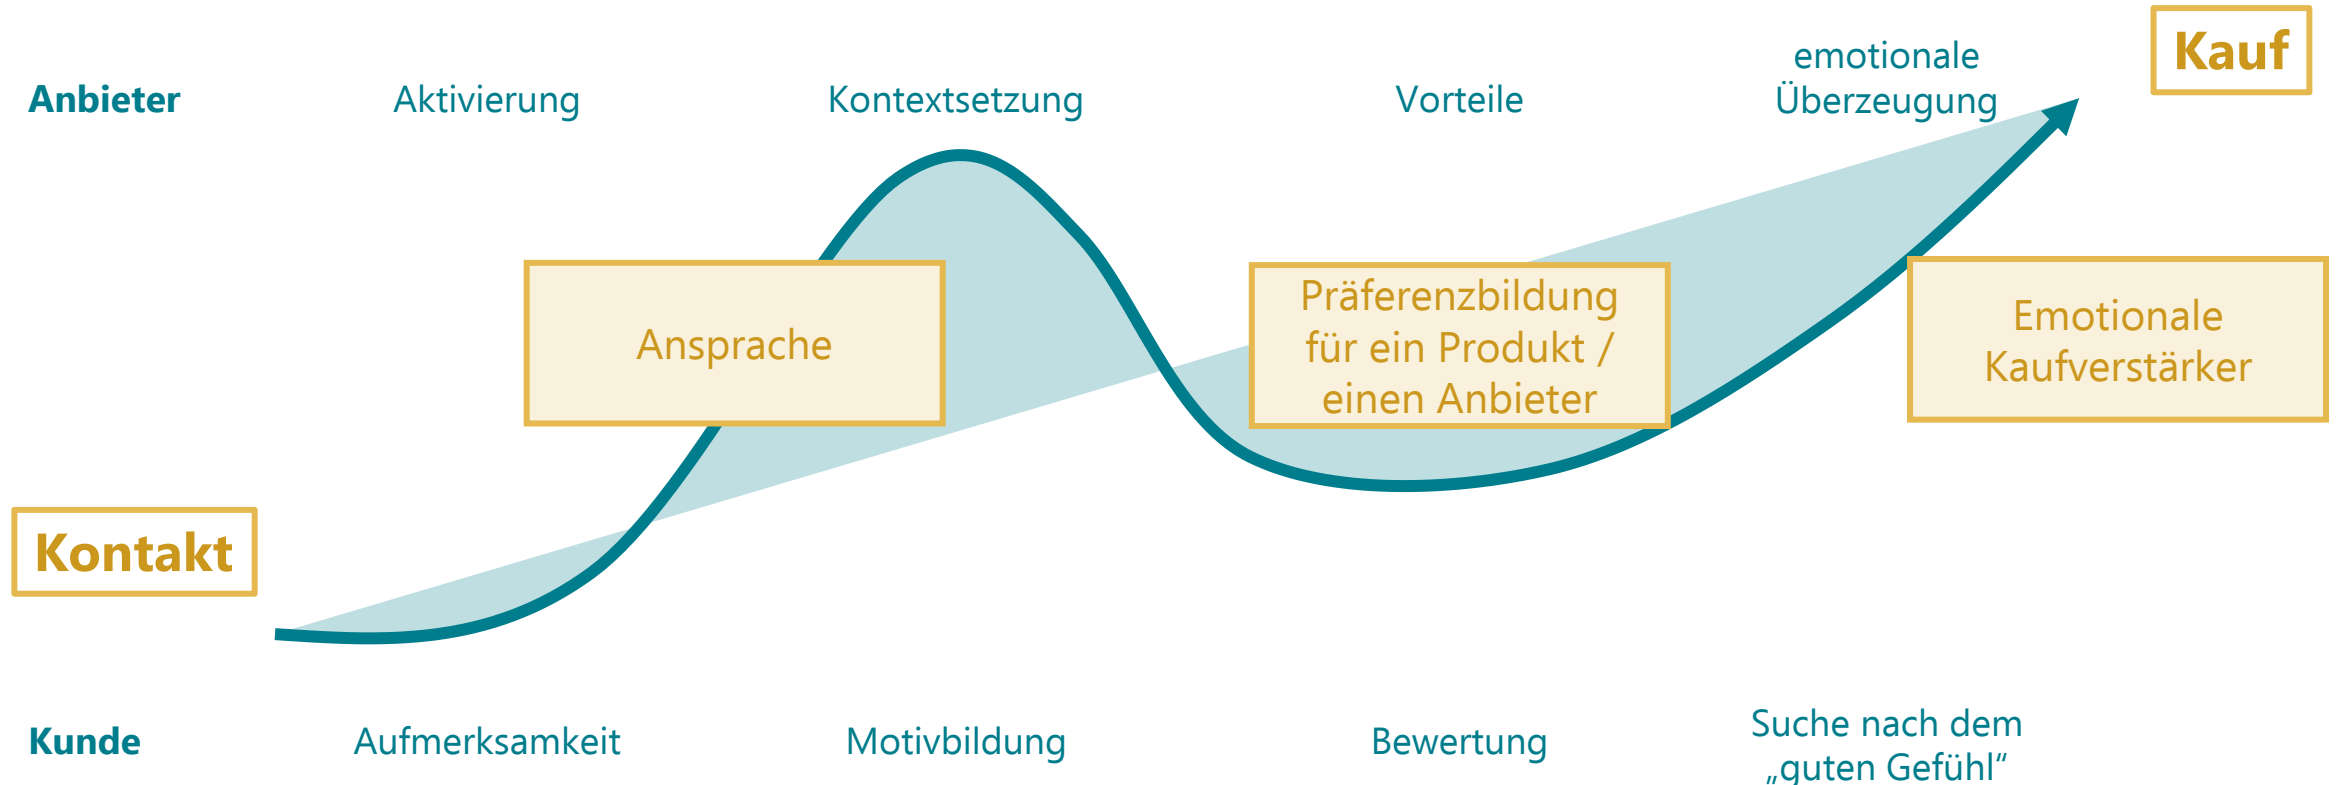 Kauf
emotionale
Anbieter Aktivierung Kontextsetzung Vorteile Überzeugung
Ansprache
Präferenzbildung
für ein Produkt /
einen Anbieter
Emotionale
Kaufverstärker
Kontakt
Kunde Aufmerksamkeit Motivbildung Bewertung
Suche nach dem
„guten Gefühl“